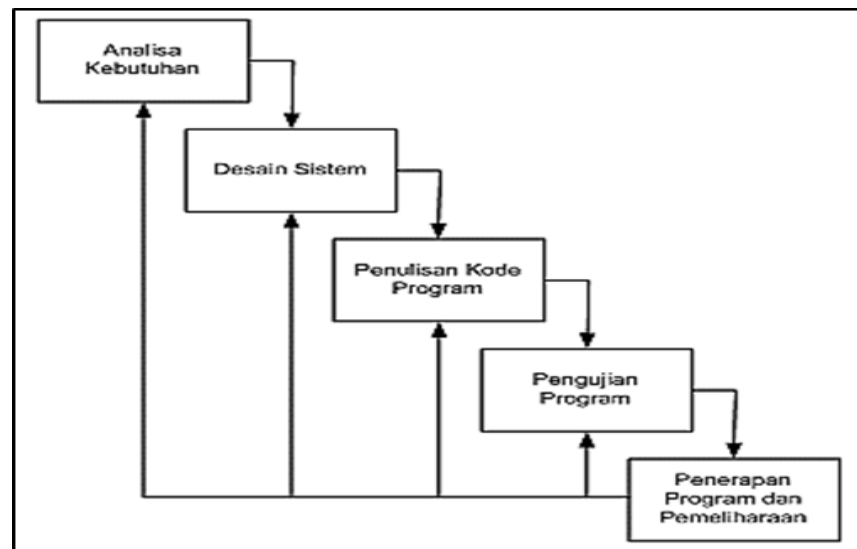 Analisa
Kebutuhan
Desain Sistem
Penulisan Kode
Program
Pengujian
Program
Penerapan
Program dan
Pemeliharaan